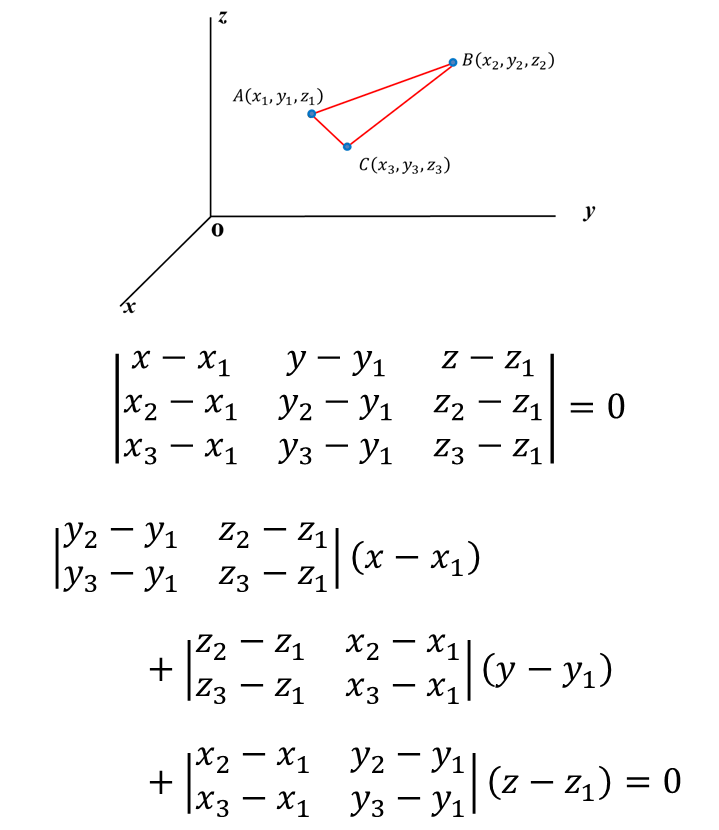 z
B(x₂,y₂,z₂)
A(x₁,y₁,z₁)
C(x₃,y₃,z₃)
y
o
x
|x − x₁ y − y₁ z − z₁|
|x₂ − x₁ y₂ − y₁ z₂ − z₁| = 0
|x₃ − x₁ y₃ − y₁ z₃ − z₁|
|y₂ − y₁ z₂ − z₁|
|y₃ − y₁ z₃ − z₁| (x − x₁)
+ |z₂ − z₁ x₂ − x₁|
|z₃ − z₁ x₃ − x₁| (y − y₁)
+ |x₂ − x₁ y₂ − y₁|
|x₃ − x₁ y₃ − y₁| (z − z₁) = 0